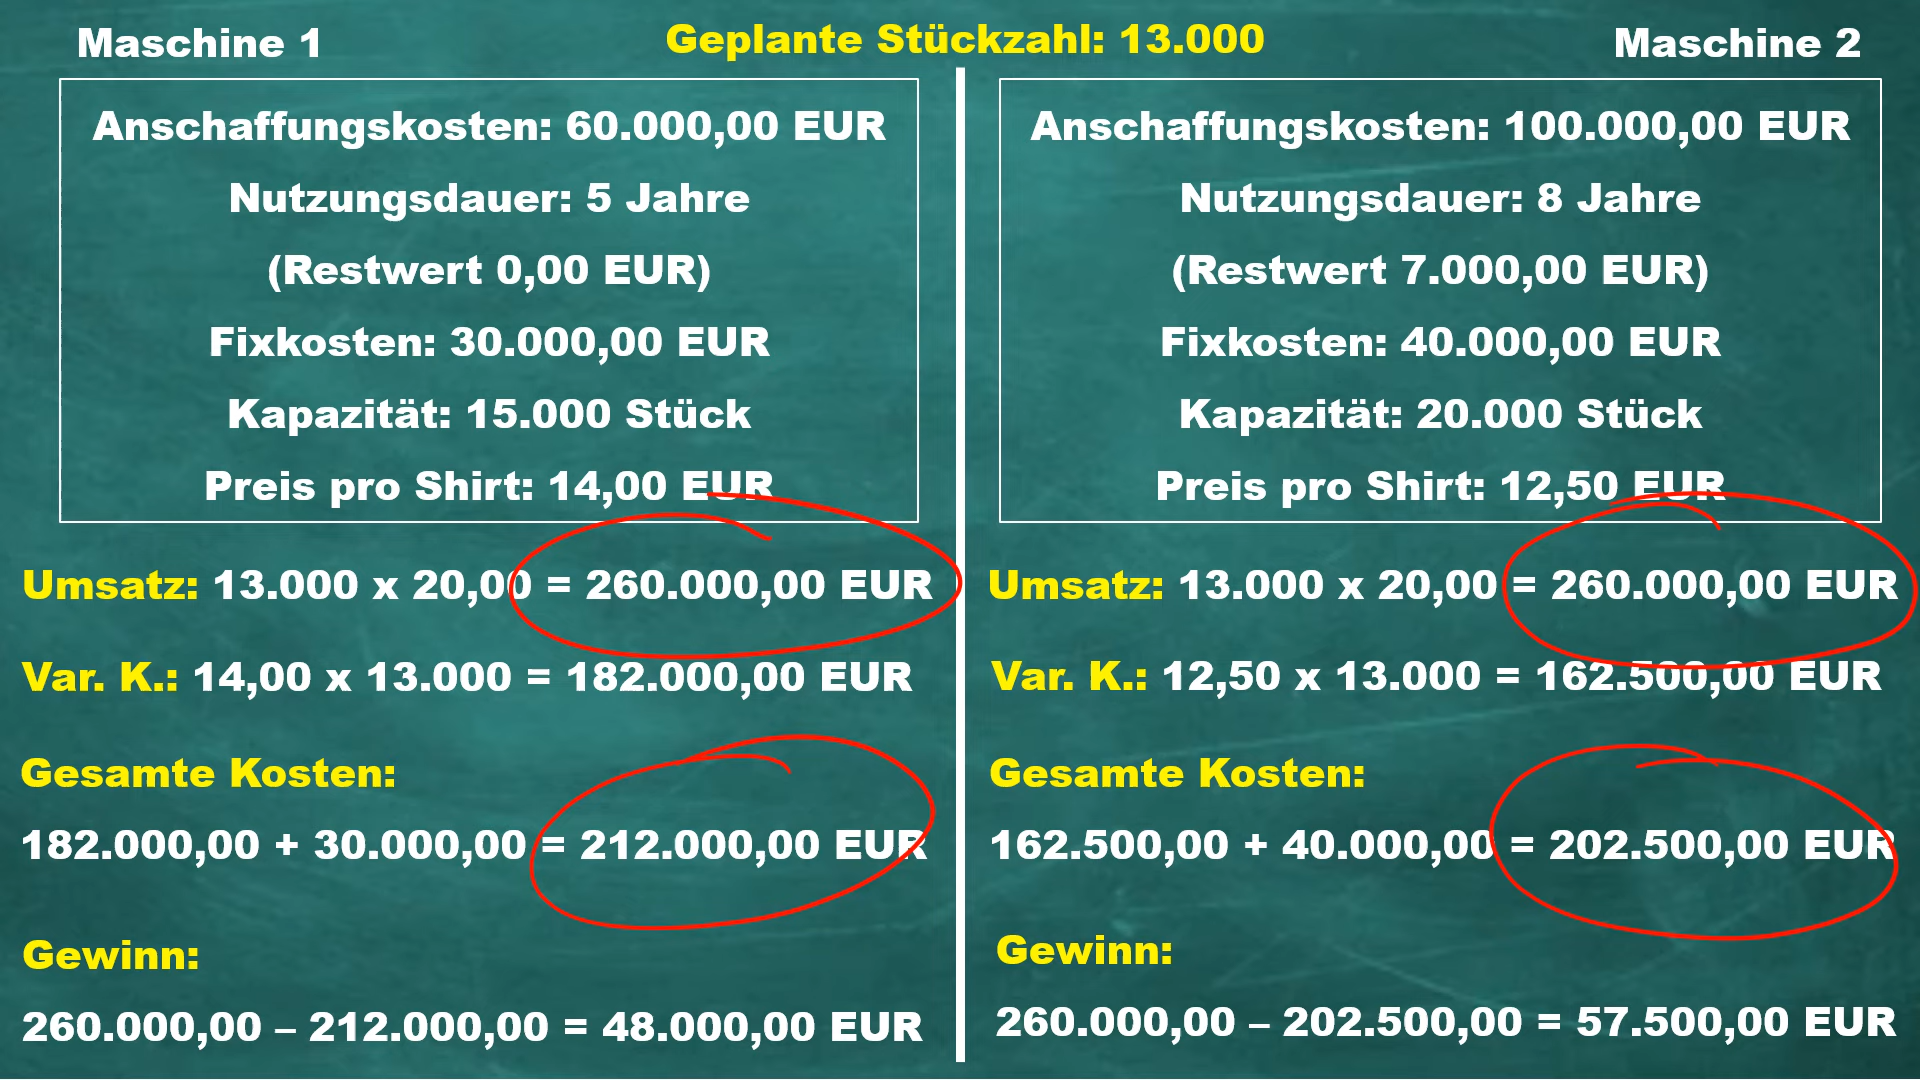 Geplante Stückzahl: 13.000
Maschine 1
Anschaffungskosten: 60.000,00 EUR
Nutzungsdauer: 5 Jahre
(Restwert 0,00 EUR)
Fixkosten: 30.000,00 EUR
Kapazität: 15.000 Stück
Preis pro Shirt: 14,00 EUR
Umsatz: 13.000 x 20,00 = 260.000,00 EUR
Var. K.: 14,00 x 13.000 = 182.000,00 EUR
Gesamte Kosten:
182.000,00 + 30.000,00 = 212.000,00 EUR
Gewinn:
260.000,00 – 212.000,00 = 48.000,00 EUR
Maschine 2
Anschaffungskosten: 100.000,00 EUR
Nutzungsdauer: 8 Jahre
(Restwert 7.000,00 EUR)
Fixkosten: 40.000,00 EUR
Kapazität: 20.000 Stück
Preis pro Shirt: 12,50 EUR
Umsatz: 13.000 x 20,00 = 260.000,00 EUR
Var. K.: 12,50 x 13.000 = 162.500,00 EUR
Gesamte Kosten:
162.500,00 + 40.000,00 = 202.500,00 EUR
Gewinn:
260.000,00 – 202.500,00 = 57.500,00 EUR